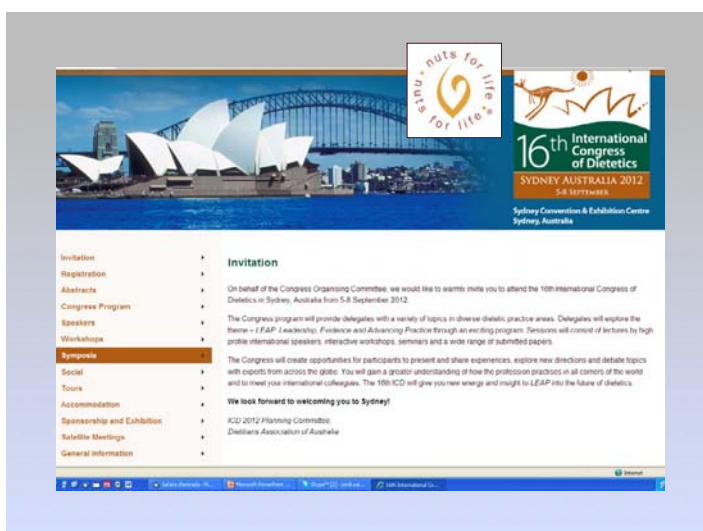 nuts for life • nuts for life ®
16th International
Congress
of Dietetics
SYDNEY AUSTRALIA 2012
5-8 SEPTEMBER
Sydney Convention & Exhibition Centre
Sydney, Australia
Invitation
Registration
Abstracts
Congress Program
Speakers
Workshops
Symposia
Social
Tours
Accommodation
Sponsorship and Exhibition
Satellite Meetings
General Information
Invitation
On behalf of the Congress Organising Committee, we would like to warmly invite you to attend the 16th International Congress of
Dietetics in Sydney, Australia from 5-8 September 2012.
The Congress program will provide delegates with a variety of topics in diverse dietetic practice areas. Delegates will explore the
theme – LEAP: Leadership, Evidence and Advancing Practice through an exciting program. Sessions will consist of lectures by high
profile international speakers, interactive workshops, seminars and a wide range of submitted papers.
The Congress will create opportunities for participants to present and share experiences, explore new directions and debate topics
with experts from across the globe. You will gain a greater understanding of how the profession practises in all corners of the world
and to meet your international colleagues. The 16th ICD will give you new energy and insight to LEAP into the future of dietetics.
We look forward to welcoming you to Sydney!
ICD 2012 Planning Committee
Dietitians Association of Australia
Internet
Microsoft PowerPoint ...
16th International Co...